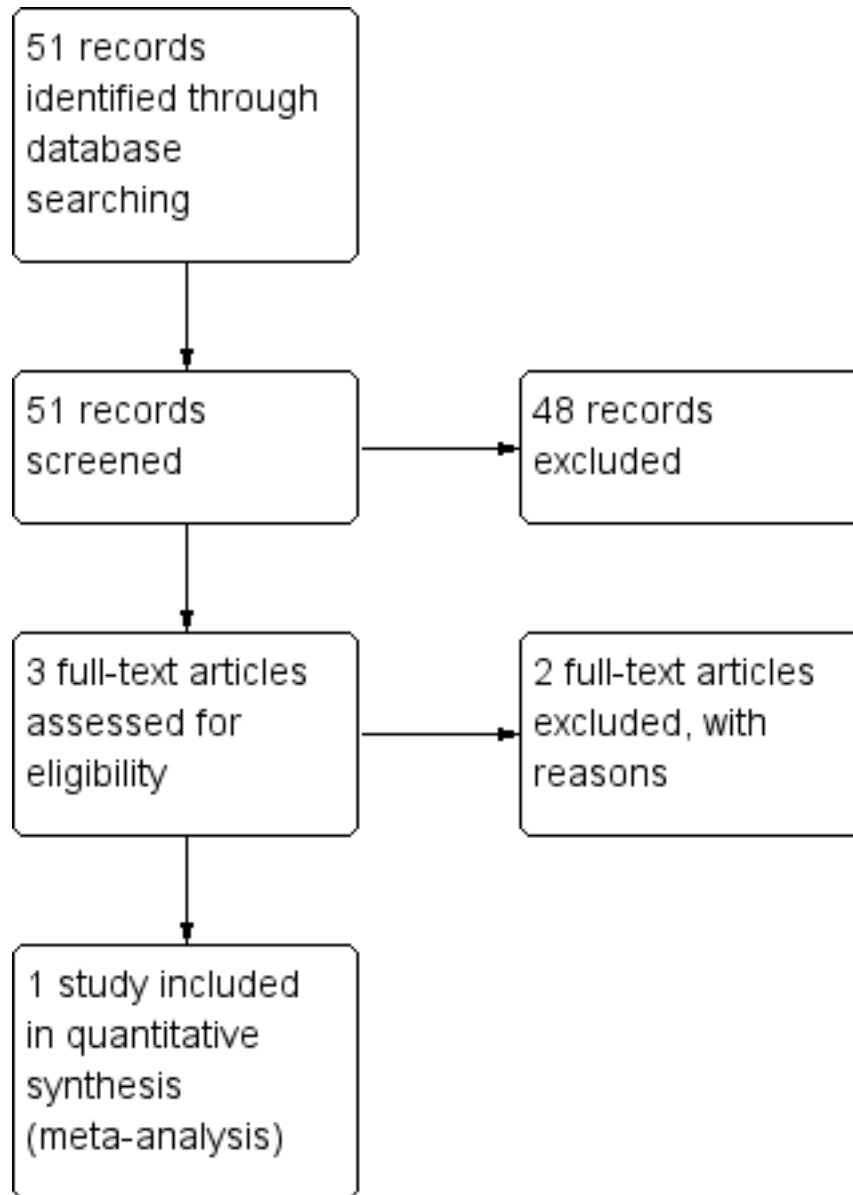 51 records
identified through
database
searching
51 records
screened
48 records
excluded
3 full-text articles
assessed for
eligibility
2 full-text articles
excluded, with
reasons
1 study included
in quantitative
synthesis
(meta-analysis)